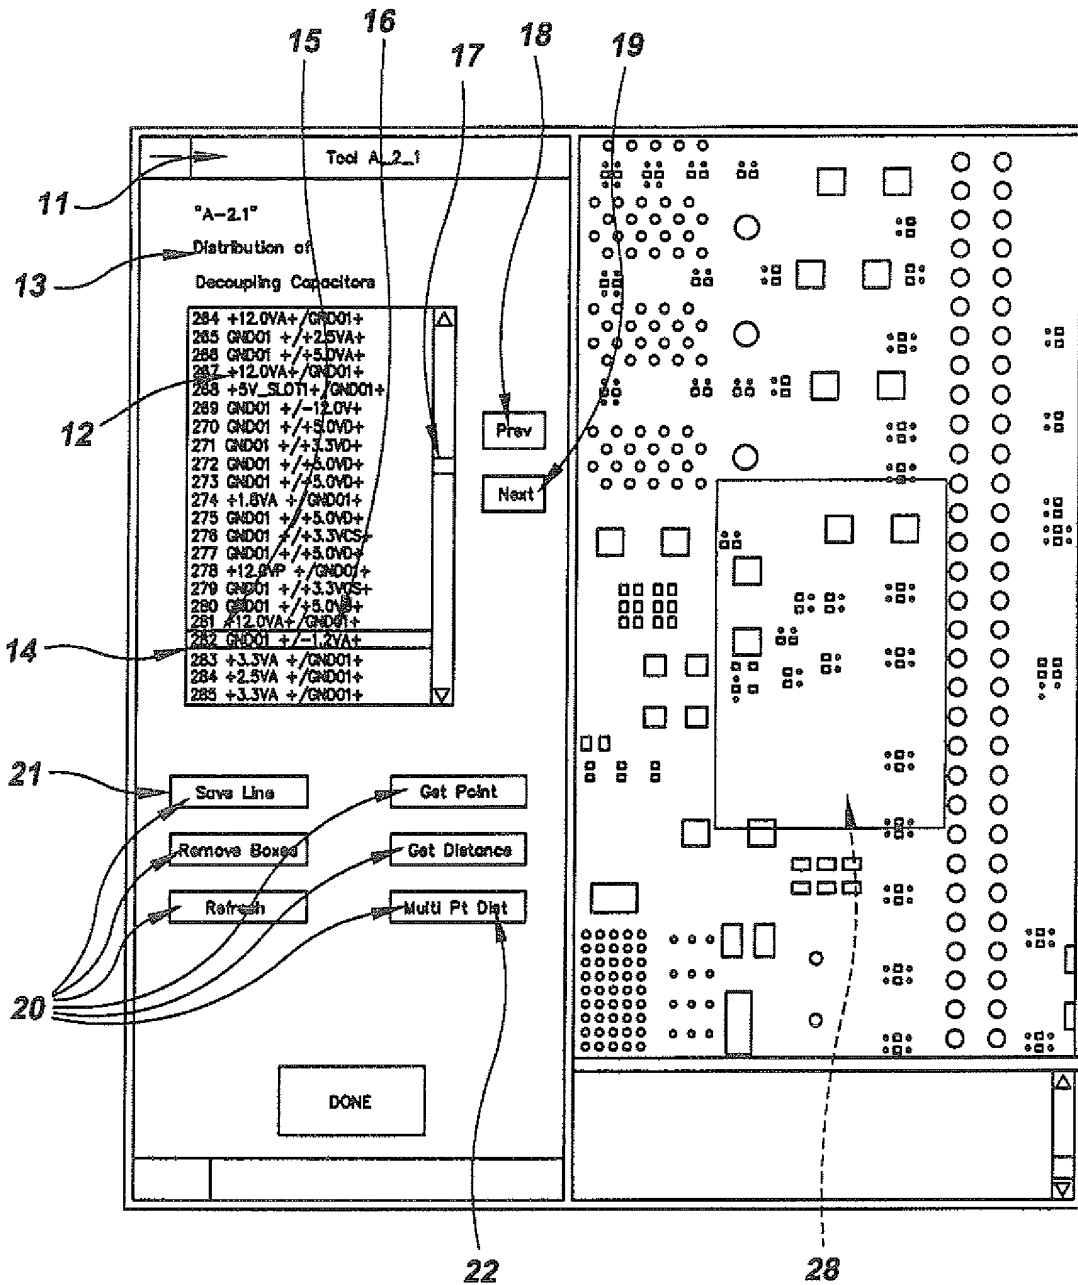 15
16
17
18
19
Tool A_2_1
11
"A-2.1"
Distribution of
13
Decoupling Capacitors
264 +12.0VA+/GND01+
265 GND01 +/+2.5VA+
266 GND01 +/+5.0VA+
267 +12.0VA+/GND01+
268 +5V_SLOT1+/GND01+
269 GND01 +/-12.0V+
270 GND01 +/+5.0VD+
271 GND01 +/+3.3VD+
272 GND01 +/+5.0VD+
273 GND01 +/+5.0VD+
274 +1.8VA +/GND01+
275 GND01 +/+5.0VD+
276 GND01 +/+3.3VCS+
277 GND01 +/+5.0VD+
278 +12.0VP +/GND01+
279 GND01 +/+3.3VCS+
280 GND01 +/+5.0VD+
281 +12.0VA+/GND01+
282 GND01 +/-1.2VA+
283 +3.3VA +/GND01+
284 +2.5VA +/GND01+
285 +3.3VA +/GND01+
12
Prev
Next
14
21
Save Line
Get Point
Remove Boxes
Get Distance
Refresh
Multi Pt Dist
20
DONE
22
28